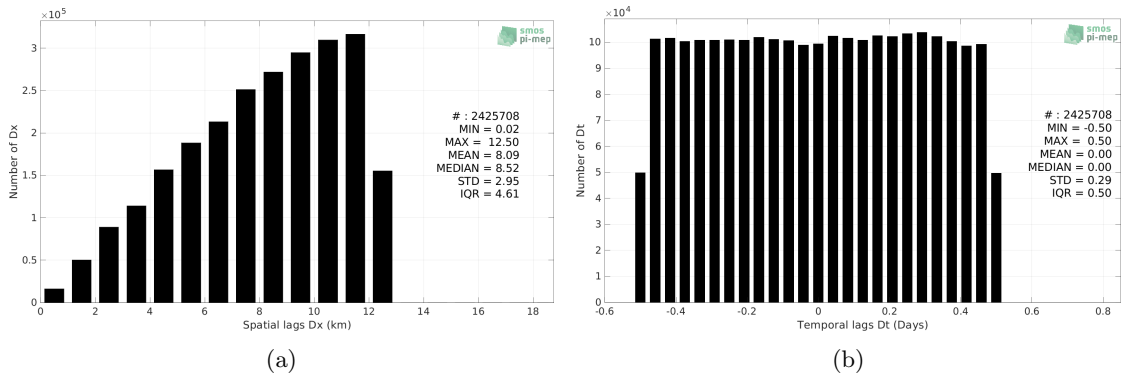 ×10^5
smos
pi-mep
3
2.5
2
1.5
1
0.5
0
Number of Dx
# : 2425708
MIN = 0.02
MAX = 12.50
MEAN = 8.09
MEDIAN = 8.52
STD = 2.95
IQR = 4.61
0 2 4 6 8 10 12 14 16 18
Spatial lags Dx (km)
(a)
×10^4
smos
pi-mep
10
9
8
7
6
5
4
3
2
1
0
Number of Dt
# : 2425708
MIN = -0.50
MAX = 0.50
MEAN = 0.00
MEDIAN = 0.00
STD = 0.29
IQR = 0.50
-0.6 -0.4 -0.2 0 0.2 0.4 0.6 0.8
Temporal lags Dt (Days)
(b)